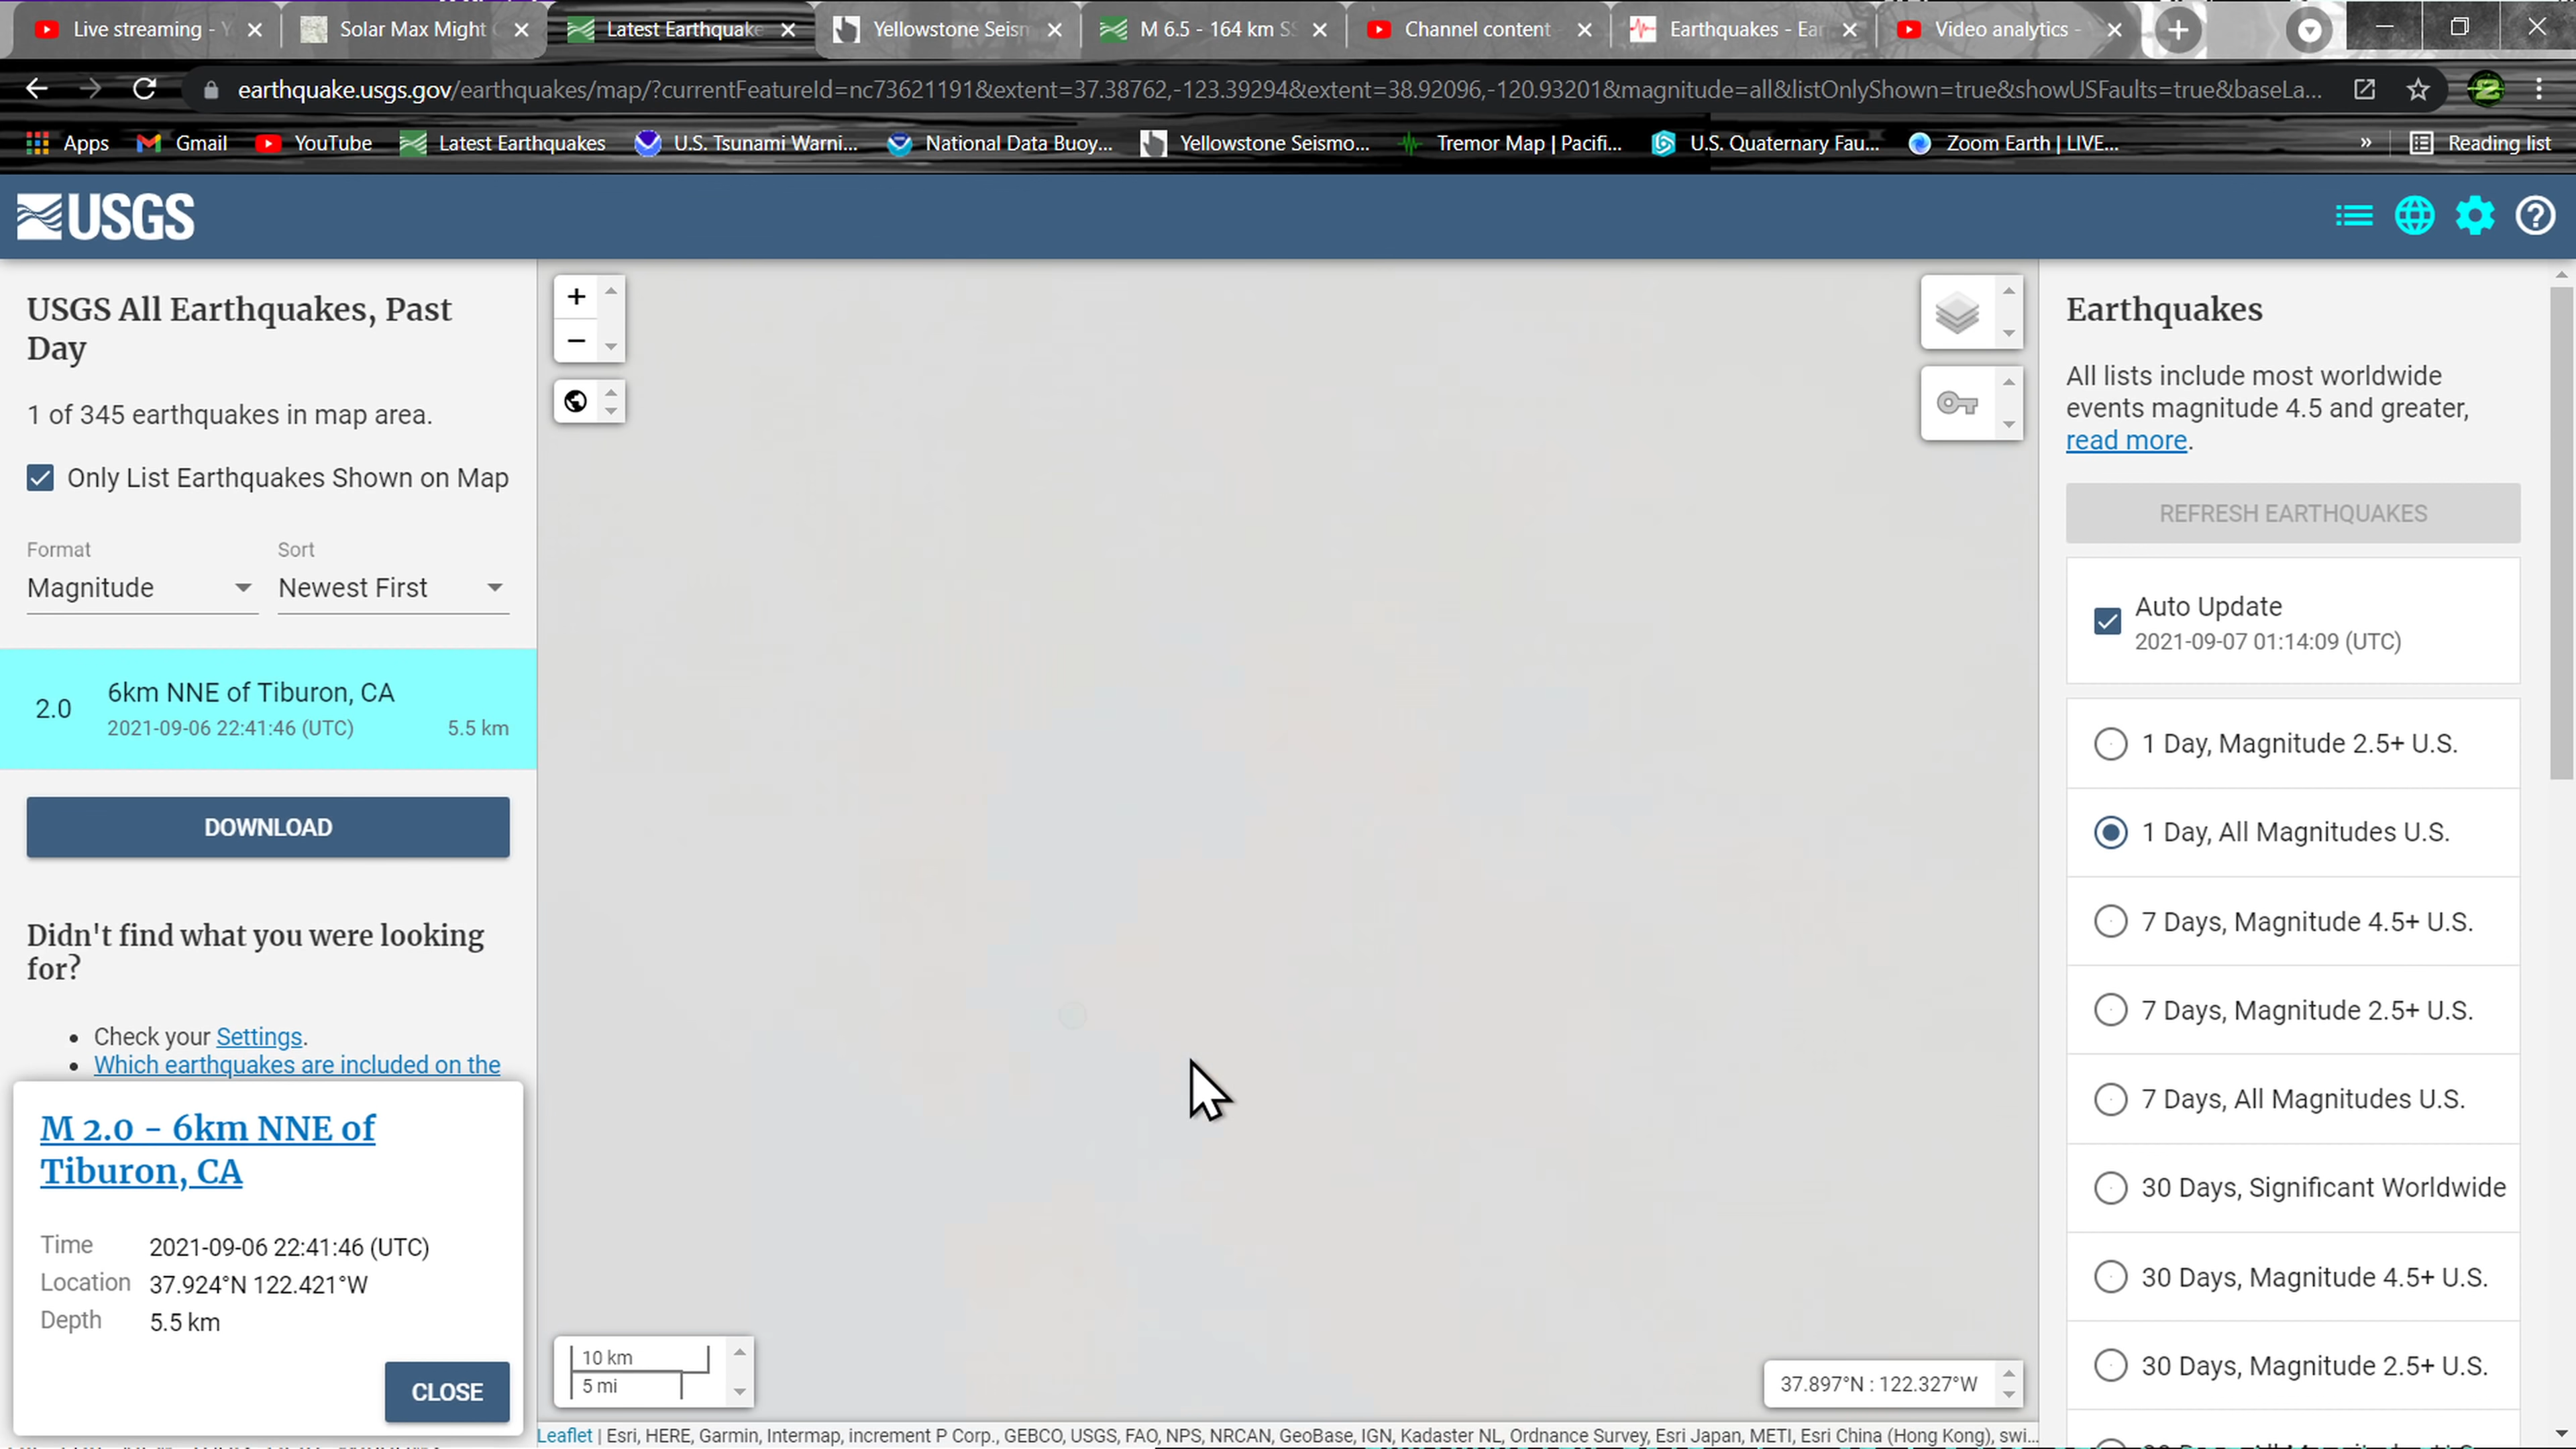 Live streaming - Y
Solar Max Might
Latest Earthquake
Yellowstone Seism
M 6.5 - 164 km SS
Channel content
Earthquakes - Ear
Video analytics -
earthquake.usgs.gov/earthquakes/map/?currentFeatureId=nc73621191&extent=37.38762,-123.39294&extent=38.92096,-120.93201&magnitude=all&listOnlyShown=true&showUSFaults=true&baseLa...
Apps Gmail YouTube Latest Earthquakes U.S. Tsunami Warni... National Data Buoy... Yellowstone Seismo... Tremor Map | Pacifi... U.S. Quaternary Fau... Zoom Earth | LIVE... » Reading list
USGS
USGS All Earthquakes, Past
Day
1 of 345 earthquakes in map area.
Only List Earthquakes Shown on Map
Format Sort
Magnitude Newest First
2.0
6km NNE of Tiburon, CA
2021-09-06 22:41:46 (UTC) 5.5 km
DOWNLOAD
Didn't find what you were looking
for?
• Check your Settings.
• Which earthquakes are included on the
M 2.0 - 6km NNE of
Tiburon, CA
Time 2021-09-06 22:41:46 (UTC)
Location 37.924°N 122.421°W
Depth 5.5 km
CLOSE
+
−
10 km
5 mi
37.897°N : 122.327°W
Leaflet | Esri, HERE, Garmin, Intermap, increment P Corp., GEBCO, USGS, FAO, NPS, NRCAN, GeoBase, IGN, Kadaster NL, Ordnance Survey, Esri Japan, METI, Esri China (Hong Kong), swi...
Earthquakes
All lists include most worldwide
events magnitude 4.5 and greater,
read more.
REFRESH EARTHQUAKES
Auto Update
2021-09-07 01:14:09 (UTC)
1 Day, Magnitude 2.5+ U.S.
1 Day, All Magnitudes U.S.
7 Days, Magnitude 4.5+ U.S.
7 Days, Magnitude 2.5+ U.S.
7 Days, All Magnitudes U.S.
30 Days, Significant Worldwide
30 Days, Magnitude 4.5+ U.S.
30 Days, Magnitude 2.5+ U.S.